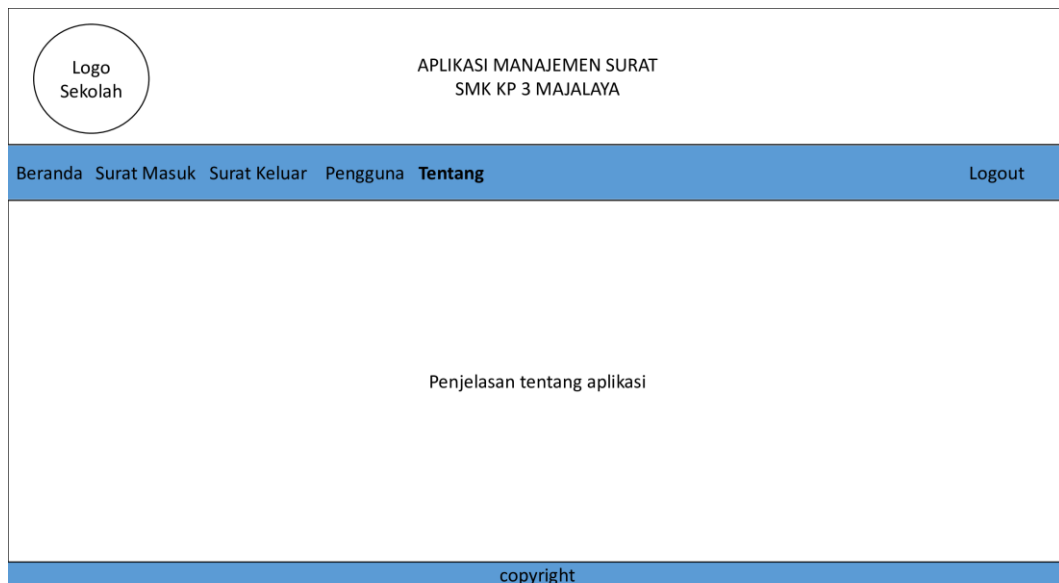 Logo
Sekolah
APLIKASI MANAJEMEN SURAT
SMK KP 3 MAJALAYA
Beranda Surat Masuk Surat Keluar Pengguna Tentang Logout
Penjelasan tentang aplikasi
copyright